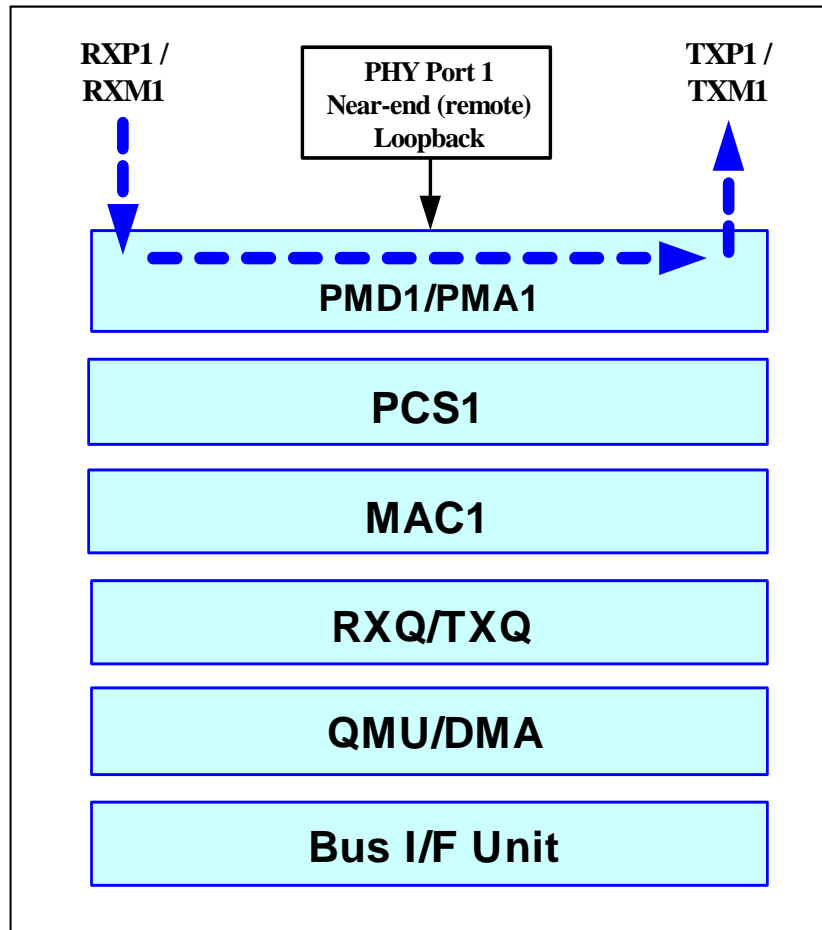 RXP1 /
RXM1
PHY Port 1
Near-end (remote)
Loopback
TXP1 /
TXM1
PMD1/PMA1
PCS1
MAC1
RXQ/TXQ
QMU/DMA
Bus I/F Unit